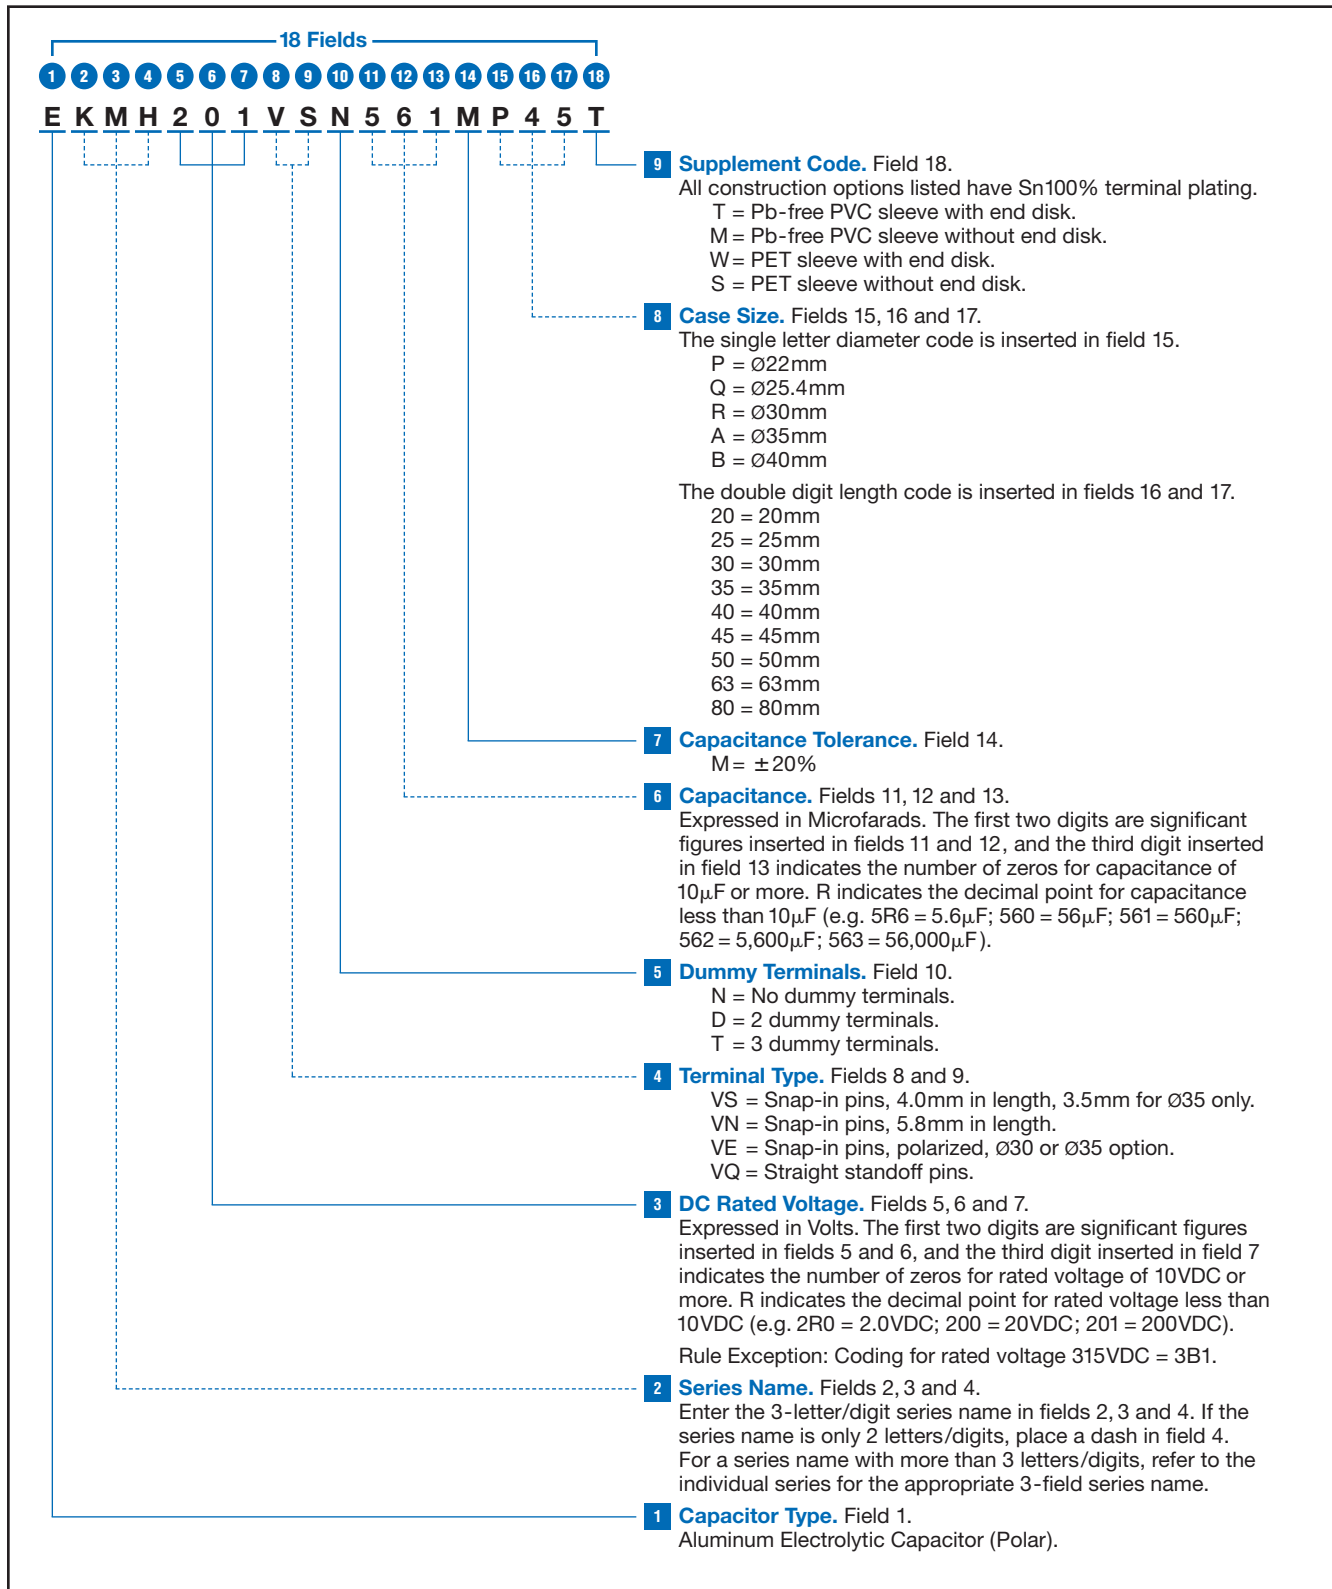 18 Fields
1 2 3 4 5 6 7 8 9 10 11 12 13 14 15 16 17 18
E K M H 2 0 1 V S N 5 6 1 M P 4 5 T
9 Supplement Code. Field 18.
All construction options listed have Sn100% terminal plating.
T = Pb-free PVC sleeve with end disk.
M = Pb-free PVC sleeve without end disk.
W = PET sleeve with end disk.
S = PET sleeve without end disk.
8 Case Size. Fields 15, 16 and 17.
The single letter diameter code is inserted in field 15.
P = Ø22mm
Q = Ø25.4mm
R = Ø30mm
A = Ø35mm
B = Ø40mm
The double digit length code is inserted in fields 16 and 17.
20 = 20mm
25 = 25mm
30 = 30mm
35 = 35mm
40 = 40mm
45 = 45mm
50 = 50mm
63 = 63mm
80 = 80mm
7 Capacitance Tolerance. Field 14.
M = ±20%
6 Capacitance. Fields 11, 12 and 13.
Expressed in Microfarads. The first two digits are significant
figures inserted in fields 11 and 12, and the third digit inserted
in field 13 indicates the number of zeros for capacitance of
10µF or more. R indicates the decimal point for capacitance
less than 10µF (e.g. 5R6 = 5.6µF; 560 = 56µF; 561 = 560µF;
562 = 5,600µF; 563 = 56,000µF).
5 Dummy Terminals. Field 10.
N = No dummy terminals.
D = 2 dummy terminals.
T = 3 dummy terminals.
4 Terminal Type. Fields 8 and 9.
VS = Snap-in pins, 4.0mm in length, 3.5mm for Ø35 only.
VN = Snap-in pins, 5.8mm in length.
VE = Snap-in pins, polarized, Ø30 or Ø35 option.
VQ = Straight standoff pins.
3 DC Rated Voltage. Fields 5, 6 and 7.
Expressed in Volts. The first two digits are significant figures
inserted in fields 5 and 6, and the third digit inserted in field 7
indicates the number of zeros for rated voltage of 10VDC or
more. R indicates the decimal point for rated voltage less than
10VDC (e.g. 2R0 = 2.0VDC; 200 = 20VDC; 201 = 200VDC).
Rule Exception: Coding for rated voltage 315VDC = 3B1.
2 Series Name. Fields 2, 3 and 4.
Enter the 3-letter/digit series name in fields 2, 3 and 4. If the
series name is only 2 letters/digits, place a dash in field 4.
For a series name with more than 3 letters/digits, refer to the
individual series for the appropriate 3-field series name.
1 Capacitor Type. Field 1.
Aluminum Electrolytic Capacitor (Polar).